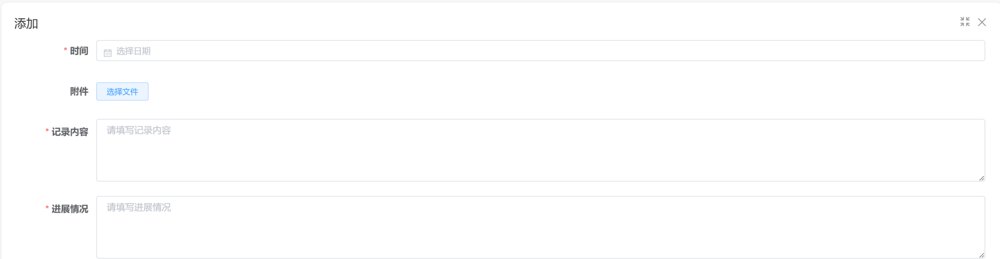 添加
* 时间 选择日期
附件 选择文件
* 记录内容 请填写记录内容
* 进展情况 请填写进展情况